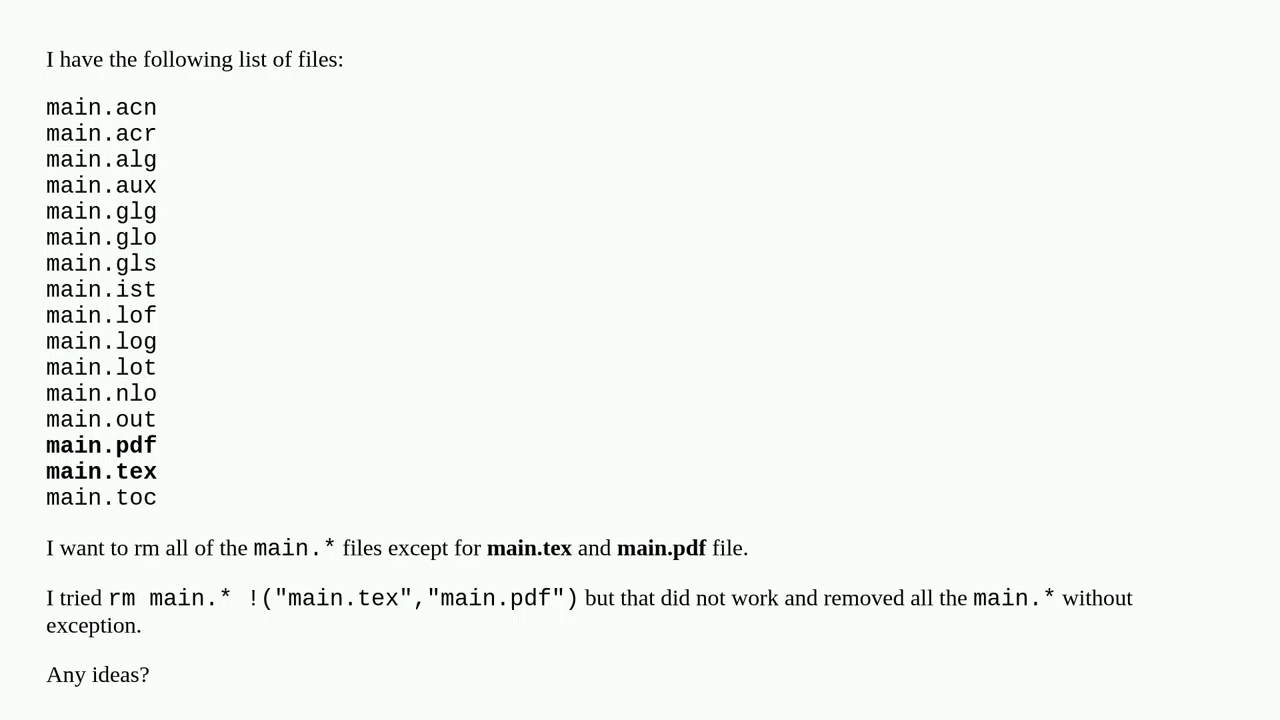 I have the following list of files:
main.acn
main.acr
main.alg
main.aux
main.glg
main.glo
main.gls
main.ist
main.lof
main.log
main.lot
main.nlo
main.out
main.pdf
main.tex
main.toc
I want to rm all of the main.* files except for main.tex and main.pdf file.
I tried rm main.* !("main.tex","main.pdf") but that did not work and removed all the main.* without
exception.
Any ideas?